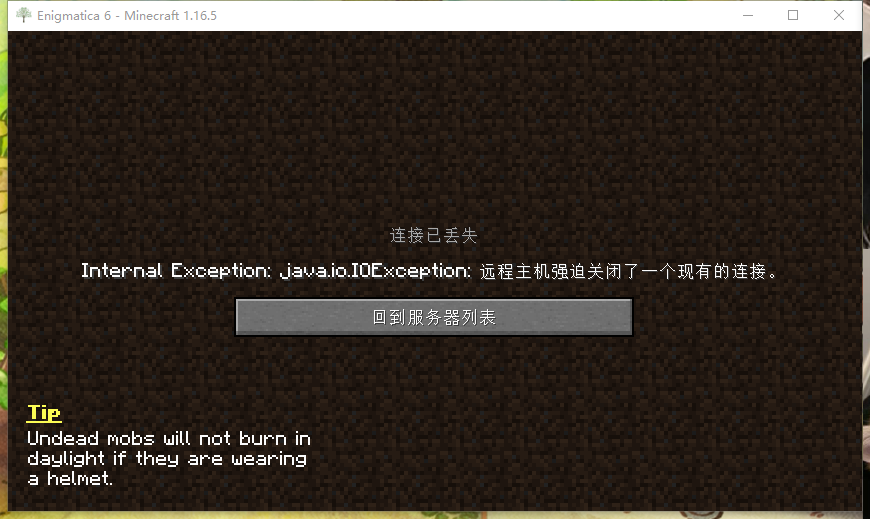 Enigmatica 6 - Minecraft 1.16.5
连接已丢失
Internal Exception: java.io.IOException: 远程主机强迫关闭了一个现有的连接。
回到服务器列表
Tip
Undead mobs will not burn in
daylight if they are wearing
a helmet.